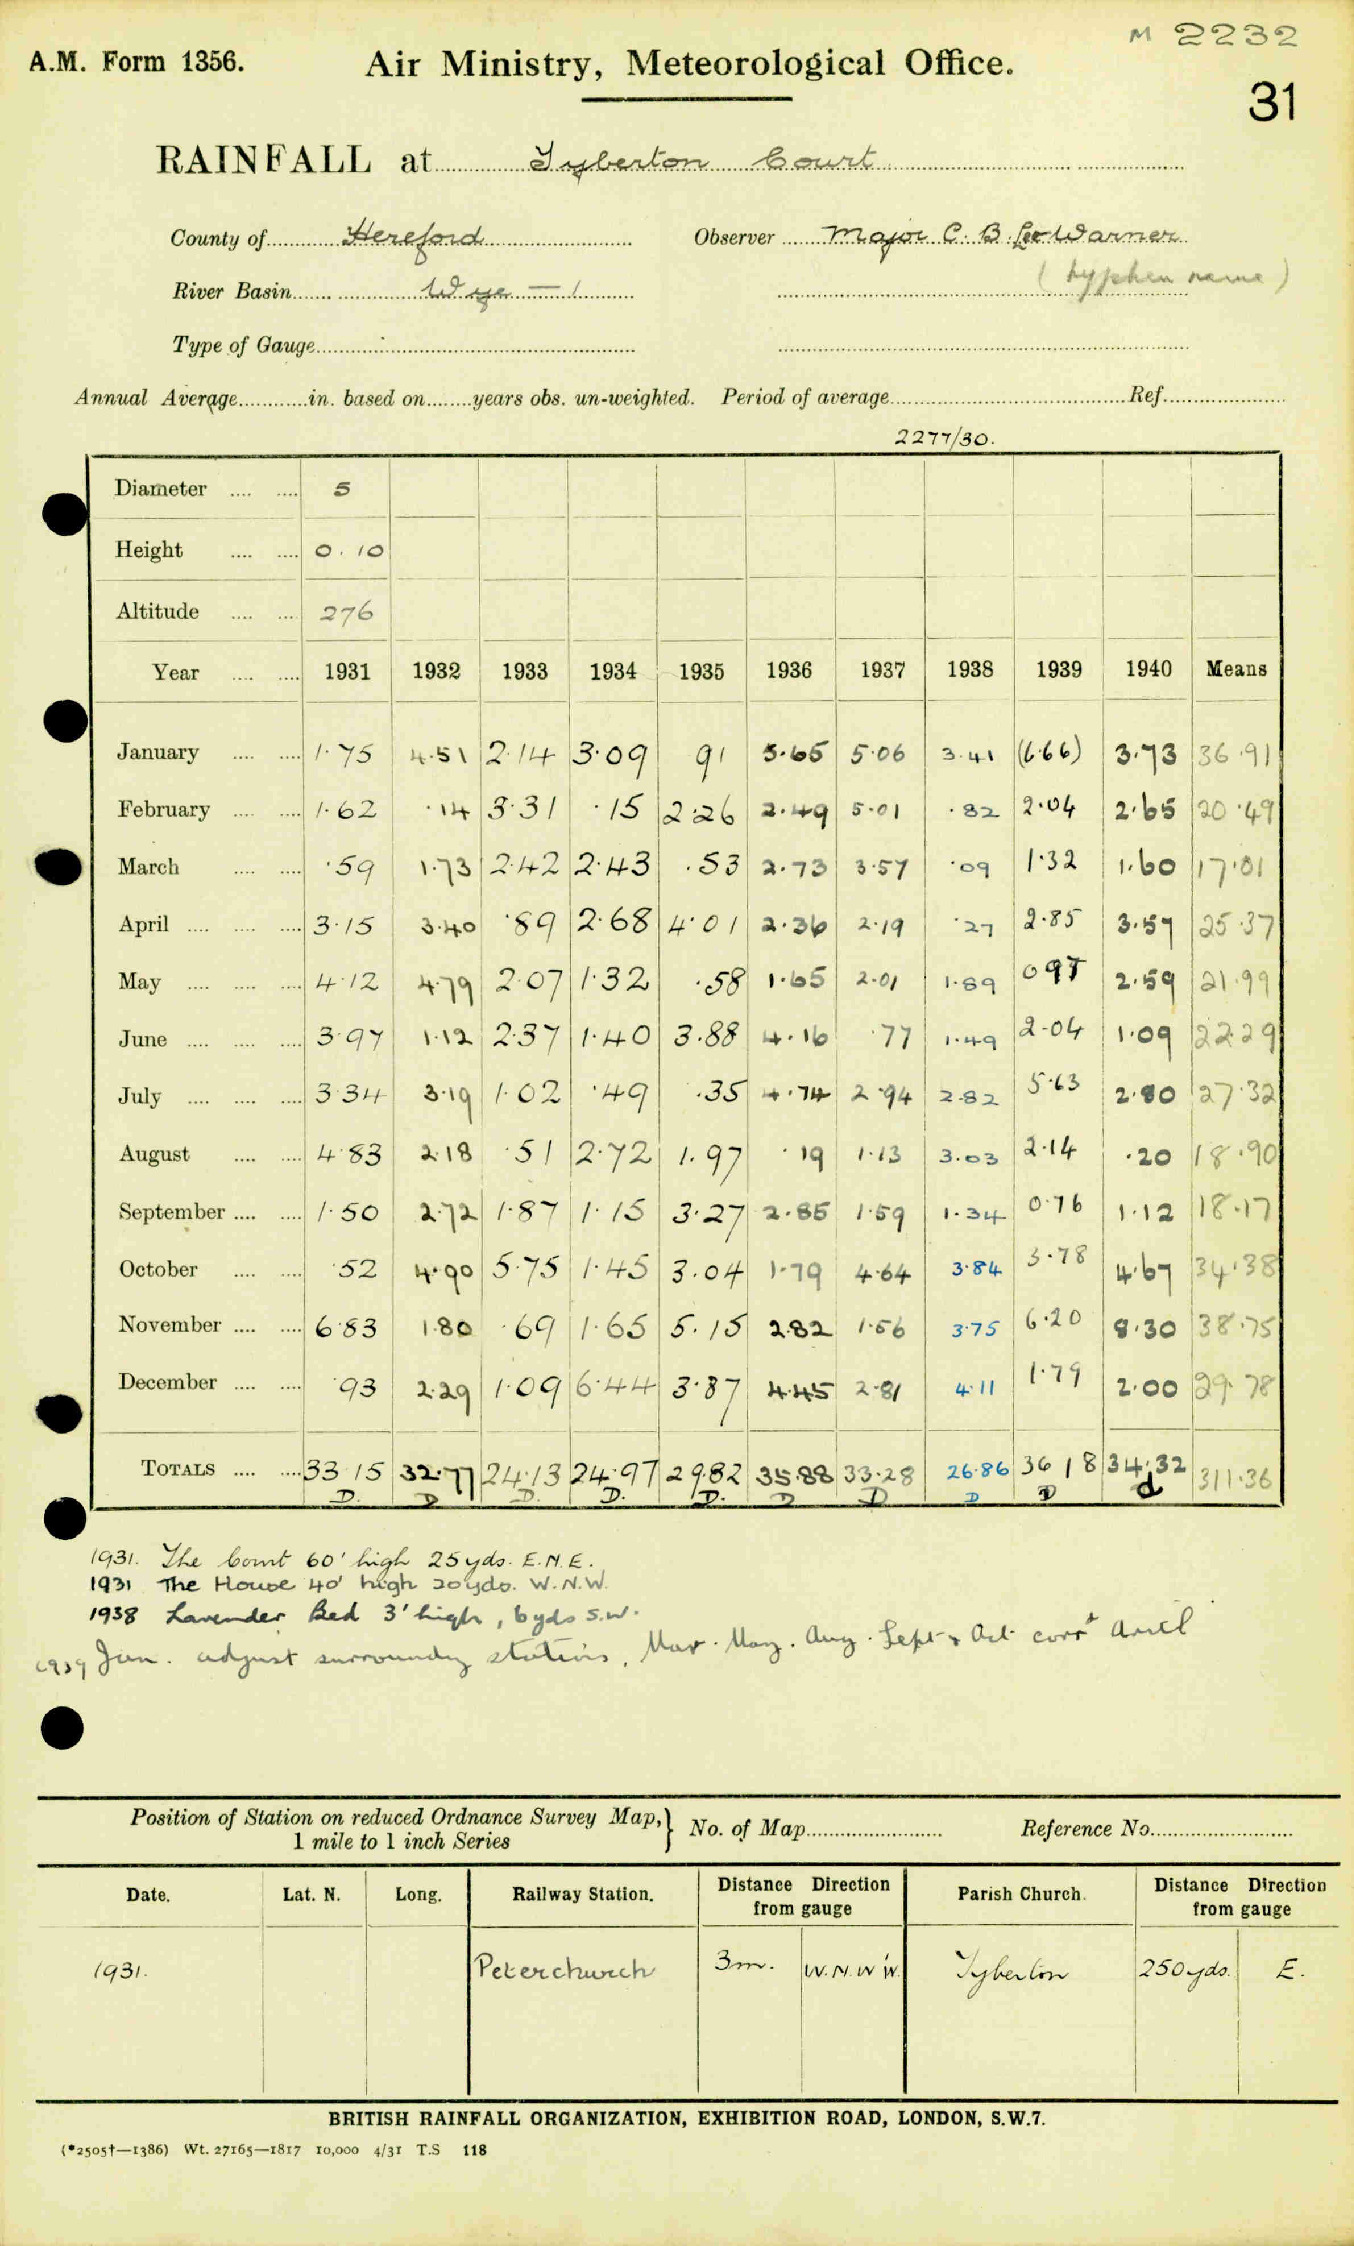 M 2232
A.M. Form 1356. Air Ministry, Meteorological Office.
31
RAINFALL at Tyberton Court
County of Hereford Observer Major C. B. Lee-Warner
(hyphen name)
River Basin Wye — 1
Type of Gauge
Annual Average in. based on years obs. un-weighted. Period of average Ref.
2277/30.
Diameter 5
Height 0.10
Altitude 276
Year 1931 1932 1933 1934 1935 1936 1937 1938 1939 1940 Means
January 1.75 4.51 2.14 3.09 91 5.65 5.06 3.41 (6.66) 3.73 36.91
February 1.62 .14 3.31 .15 2.26 2.49 5.01 .82 2.04 2.65 20.49
March .59 1.73 2.42 2.43 .53 2.73 3.57 .09 1.32 1.60 17.01
April 3.15 3.40 .89 2.68 4.01 2.36 2.19 .27 2.85 3.57 25.37
May 4.12 4.79 2.07 1.32 .58 1.65 2.01 1.89 0.97 2.59 21.99
June 3.97 1.12 2.37 1.40 3.88 4.16 .77 1.49 2.04 1.09 22.29
July 3.34 3.19 1.02 .49 .35 4.74 2.94 2.82 5.63 2.80 27.32
August 4.83 2.18 .51 2.72 1.97 .19 1.13 3.03 2.14 .20 18.90
September 1.50 2.72 1.87 1.15 3.27 2.85 1.59 1.34 0.76 1.12 18.17
October .52 4.90 5.75 1.45 3.04 1.79 4.64 3.84 3.78 4.67 34.38
November 6.83 1.80 .69 1.65 5.15 2.82 1.56 3.75 6.20 8.30 38.75
December .93 2.29 1.09 6.44 3.87 4.45 2.81 4.11 1.79 2.00 29.78
TOTALS 33.15 32.77 24.13 24.97 29.82 35.88 33.28 26.86 36.18 34.32 311.36
D. D D. D. D. D D D D d
1931. The Court 60' high 25 yds. E.N.E.
1931 The House 40' high 20 yds. W.N.W.
1938 Lavender Bed 3' high, 6 yds S.W.
1939 Jan. adjust surroundg stations, Mar. May. Aug. Sept & Oct corrd
Position of Station on reduced Ordnance Survey Map, 1 mile to 1 inch Series } No. of Map Reference No.
Date. Lat. N. Long. Railway Station. Distance Direction from gauge Parish Church. Distance Direction from gauge
1931. Peterchurch 3m. W.N.W. Tyberton 250 yds. E.
BRITISH RAINFALL ORGANIZATION, EXHIBITION ROAD, LONDON, S.W.7.
(*2505†—1386) Wt. 27165—1817 10,000 4/31 T.S 118